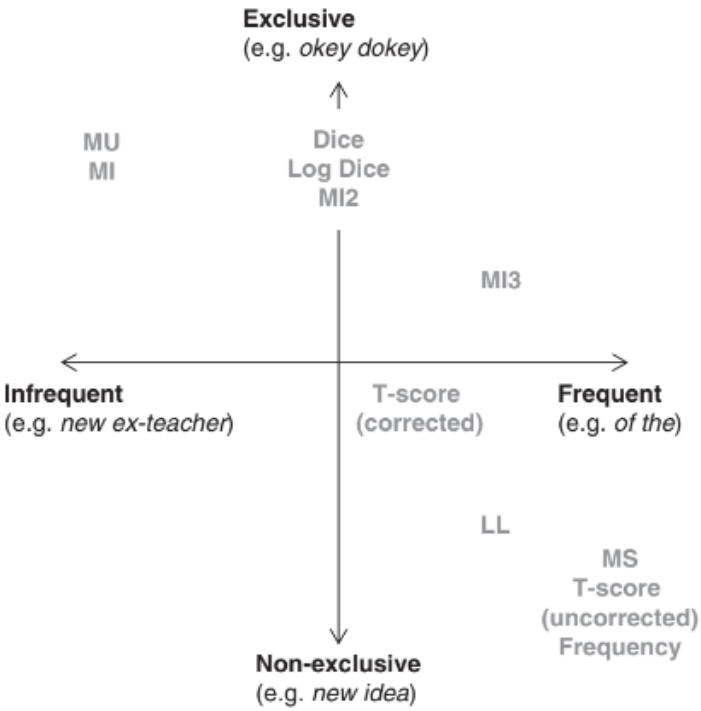 Exclusive
(e.g. okey dokey)
MU
MI
Dice
Log Dice
MI2
MI3
Infrequent
(e.g. new ex-teacher)
T-score
(corrected)
Frequent
(e.g. of the)
LL
MS
T-score
(uncorrected)
Frequency
Non-exclusive
(e.g. new idea)